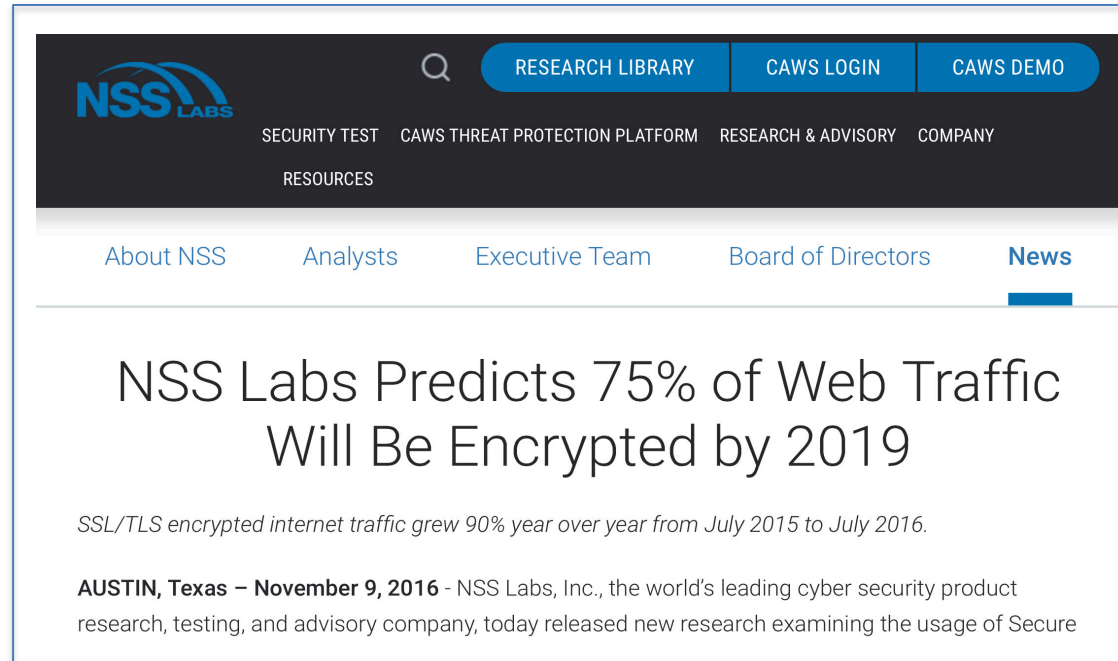 NSS LABS
RESEARCH LIBRARY CAWS LOGIN CAWS DEMO
SECURITY TEST CAWS THREAT PROTECTION PLATFORM RESEARCH & ADVISORY COMPANY
RESOURCES
About NSS Analysts Executive Team Board of Directors News
NSS Labs Predicts 75% of Web Traffic
Will Be Encrypted by 2019
SSL/TLS encrypted internet traffic grew 90% year over year from July 2015 to July 2016.
AUSTIN, Texas – November 9, 2016 - NSS Labs, Inc., the world’s leading cyber security product
research, testing, and advisory company, today released new research examining the usage of Secure